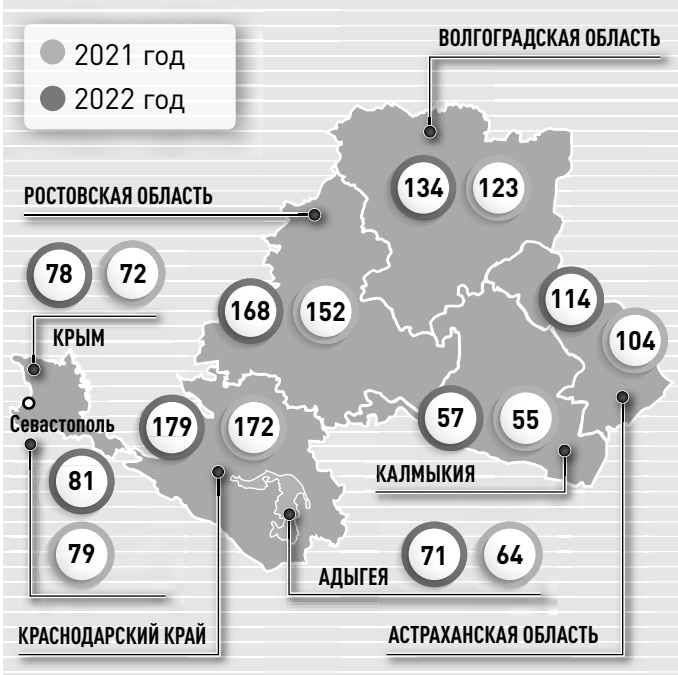 2021 год
2022 год
ВОЛГОГРАДСКАЯ ОБЛАСТЬ
134 123
РОСТОВСКАЯ ОБЛАСТЬ
78 72
КРЫМ
168 152
114
104
Севастополь
179 172
57 55
КАЛМЫКИЯ
81
79
71 64
АДЫГЕЯ
КРАСНОДАРСКИЙ КРАЙ
АСТРАХАНСКАЯ ОБЛАСТЬ